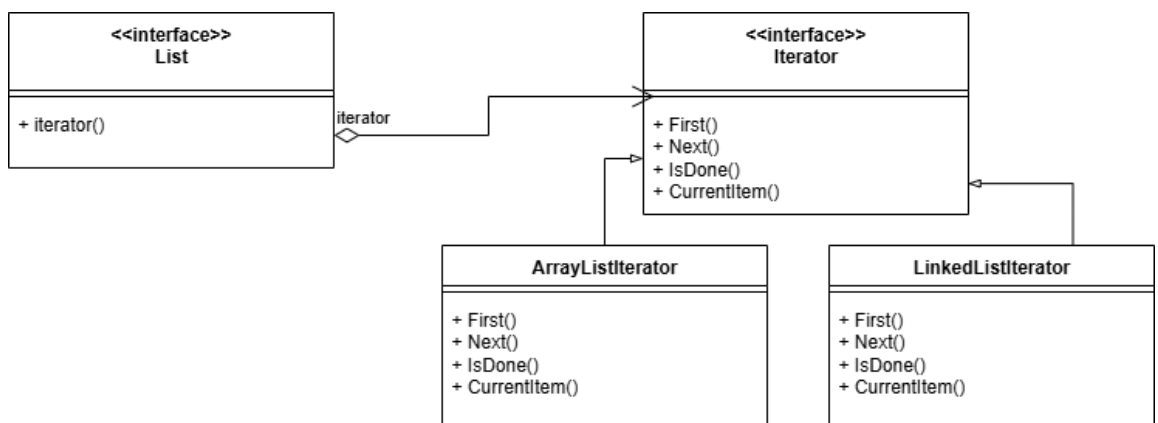 <<interface>>
List
+ iterator()
iterator
<<interface>>
Iterator
+ First()
+ Next()
+ IsDone()
+ CurrentItem()
ArrayListIterator
+ First()
+ Next()
+ IsDone()
+ CurrentItem()
LinkedListIterator
+ First()
+ Next()
+ IsDone()
+ CurrentItem()